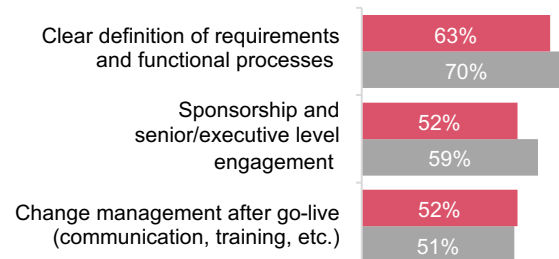 Clear definition of requirements
and functional processes
63%
70%
Sponsorship and
senior/executive level
engagement
52%
59%
Change management after go-live
(communication, training, etc.)
52%
51%